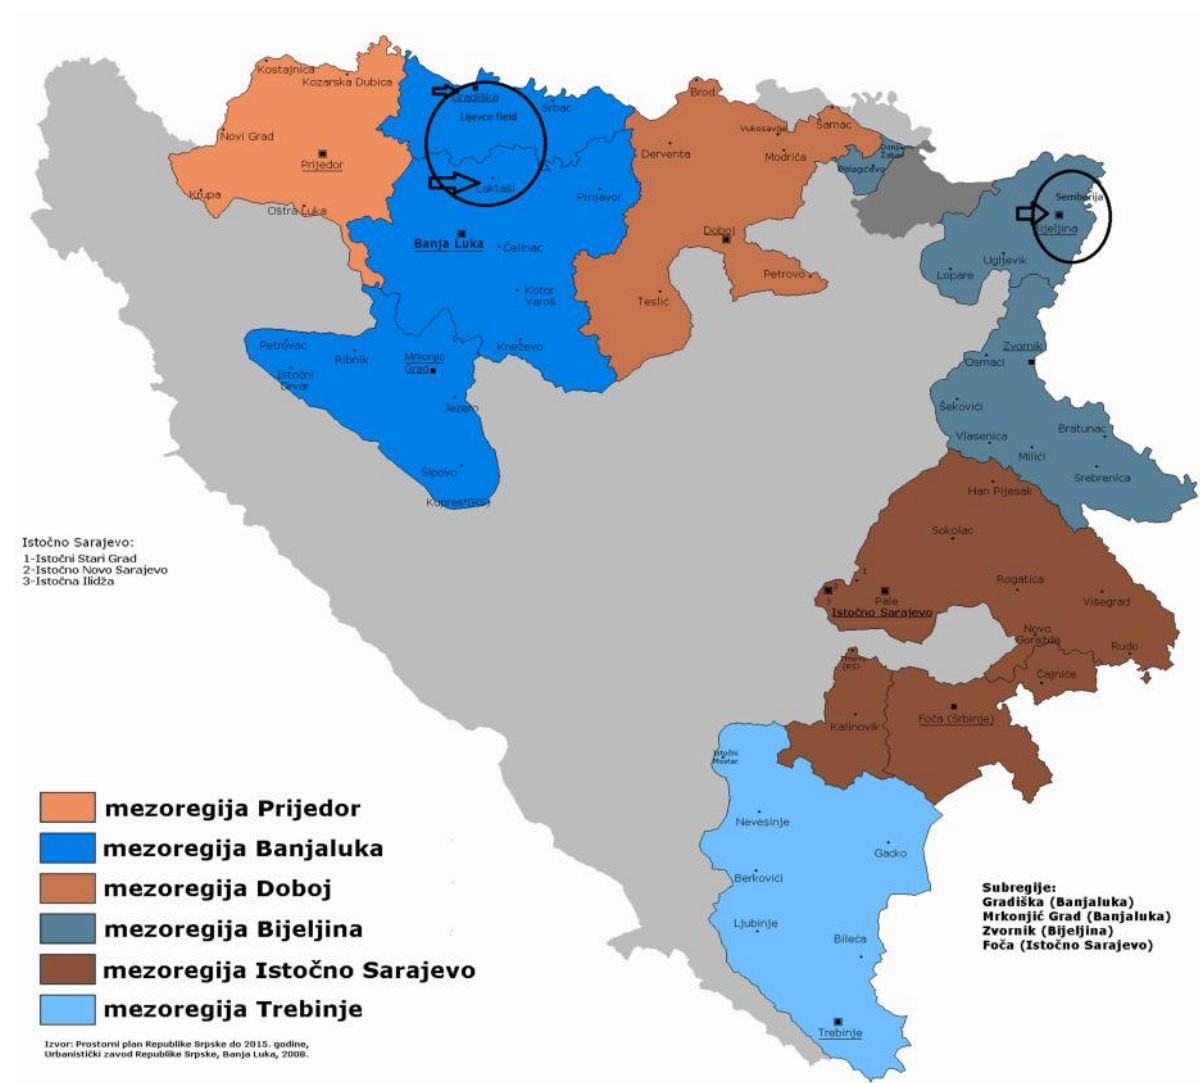 Kostajnica
Kozarska Dubica
Gradiška
Srbac
Lijevce field
Brod
Vukosavlje
Šamac
Novi Grad
Prijedor
Derventa
Modriča
Donji
Žabar
Pelagićevo
Krupa
Oštra Luka
Laktaši
Prnjavor
Semberija
Bijeljina
Banja Luka
Čelinac
Doboj
Ugljevik
Lopare
Petrovo
Kotor
Varoš
Teslić
Petrovac
Ribnik
Mrkonjić
Grad
Kneževo
Zvornik
Osmaci
Istočni
Drvar
Jezero
Šekovići
Vlasenica
Bratunac
Milići
Srebrenica
Šipovo
Kupres (RS)
Han Pijesak
Sokolac
Istočno Sarajevo:
1-Istočni Stari Grad
2-Istočno Novo Sarajevo
3-Istočna Ilidža
1
2
3
Pale
Istočno Sarajevo
Rogatica
Višegrad
Novo
Goražde
Rudo
Trnovo
(RS)
Čajniče
Kalinovik
Foča (Srbinje)
Istočni
Mostar
Nevesinje
Gacko
Berkovići
Ljubinje
Bileća
Trebinje
mezoregija Prijedor
mezoregija Banjaluka
mezoregija Doboj
mezoregija Bijeljina
mezoregija Istočno Sarajevo
mezoregija Trebinje
Subregije:
Gradiška (Banjaluka)
Mrkonjić Grad (Banjaluka)
Zvornik (Bijeljina)
Foča (Istočno Sarajevo)
Izvor: Prostorni plan Republike Srpske do 2015. godine,
Urbanistički zavod Republike Srpske, Banja Luka, 2008.